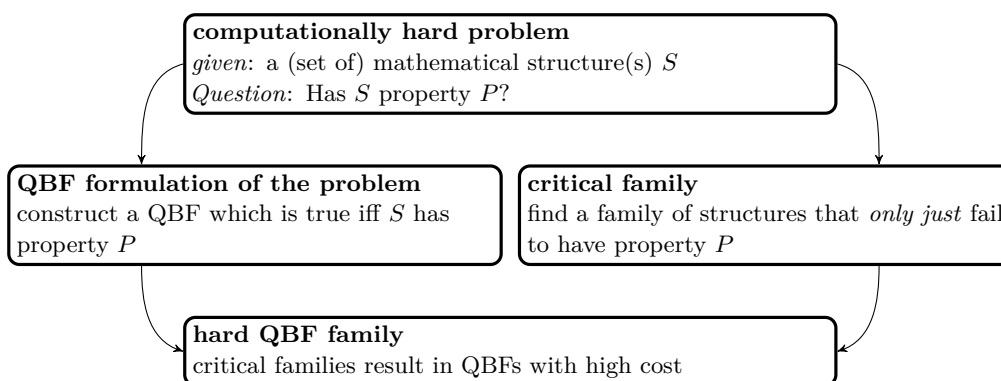 computationally hard problem
given: a (set of) mathematical structure(s) S
Question: Has S property P?
QBF formulation of the problem
construct a QBF which is true iff S has
property P
critical family
find a family of structures that only just fail
to have property P
hard QBF family
critical families result in QBFs with high cost